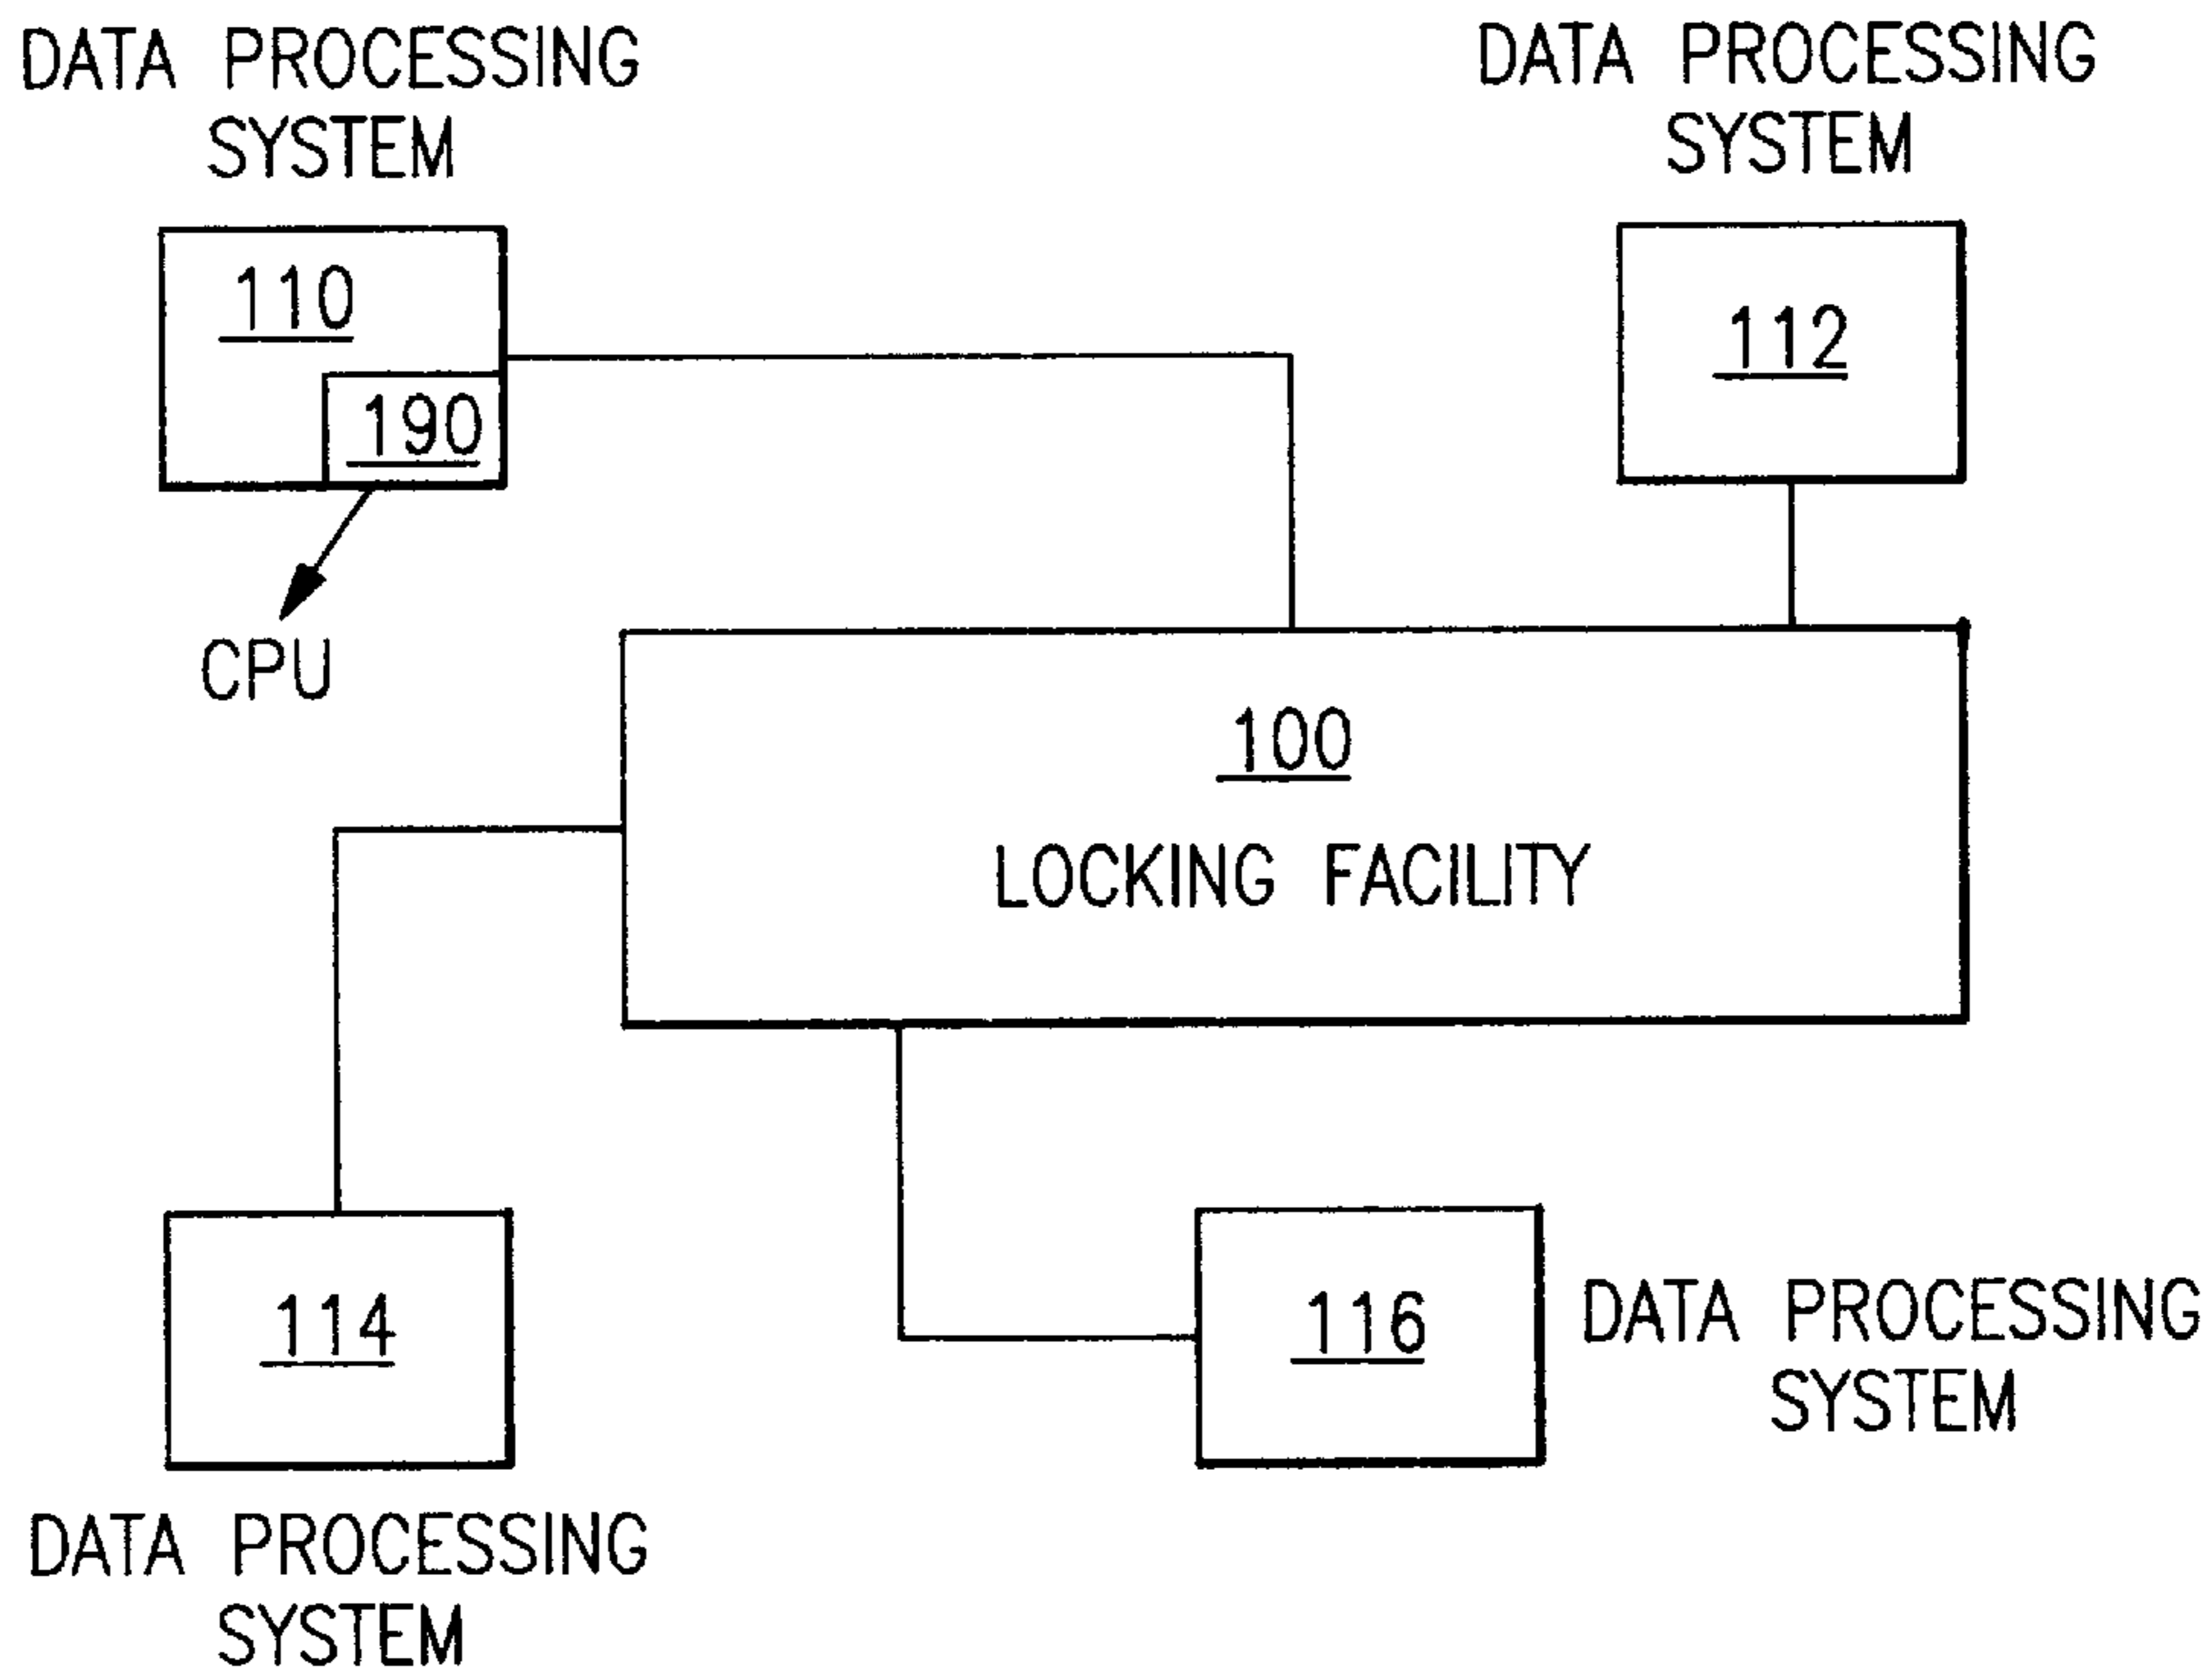 DATA PROCESSING
SYSTEM
110
190
CPU
DATA PROCESSING
SYSTEM
112
100
LOCKING FACILITY
114
DATA PROCESSING
SYSTEM
116
DATA PROCESSING
SYSTEM